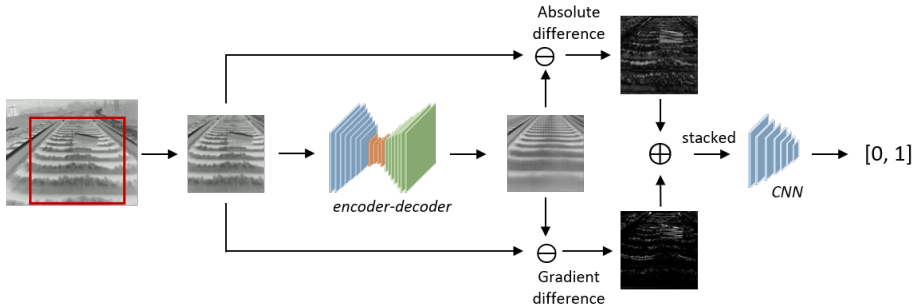 Absolute
difference
stacked
[0, 1]
CNN
encoder-decoder
Gradient
difference